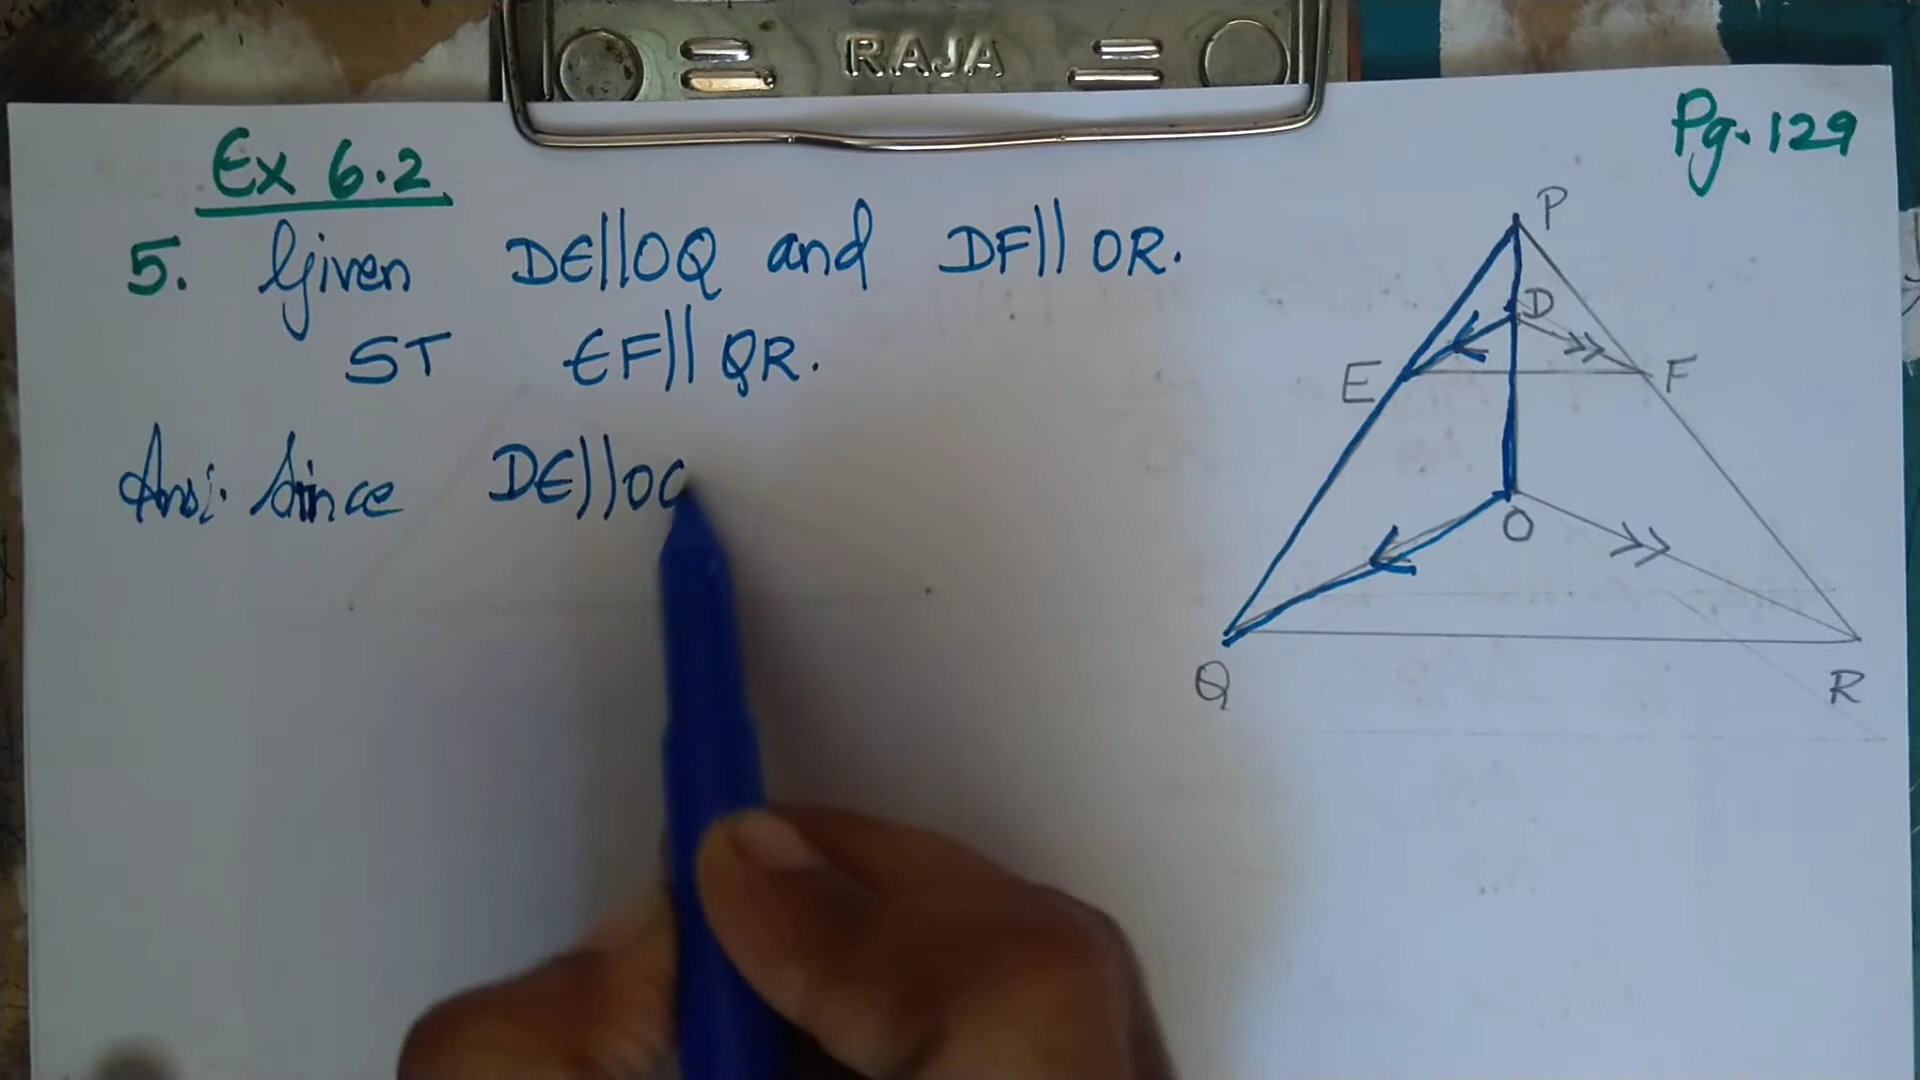 RAJA
Pg. 129
Ex 6.2
5. Given DE||OQ and DF|| OR.
ST EF|| QR.
Ans: Since DE||OQ
P
D
E
F
O
Q
R